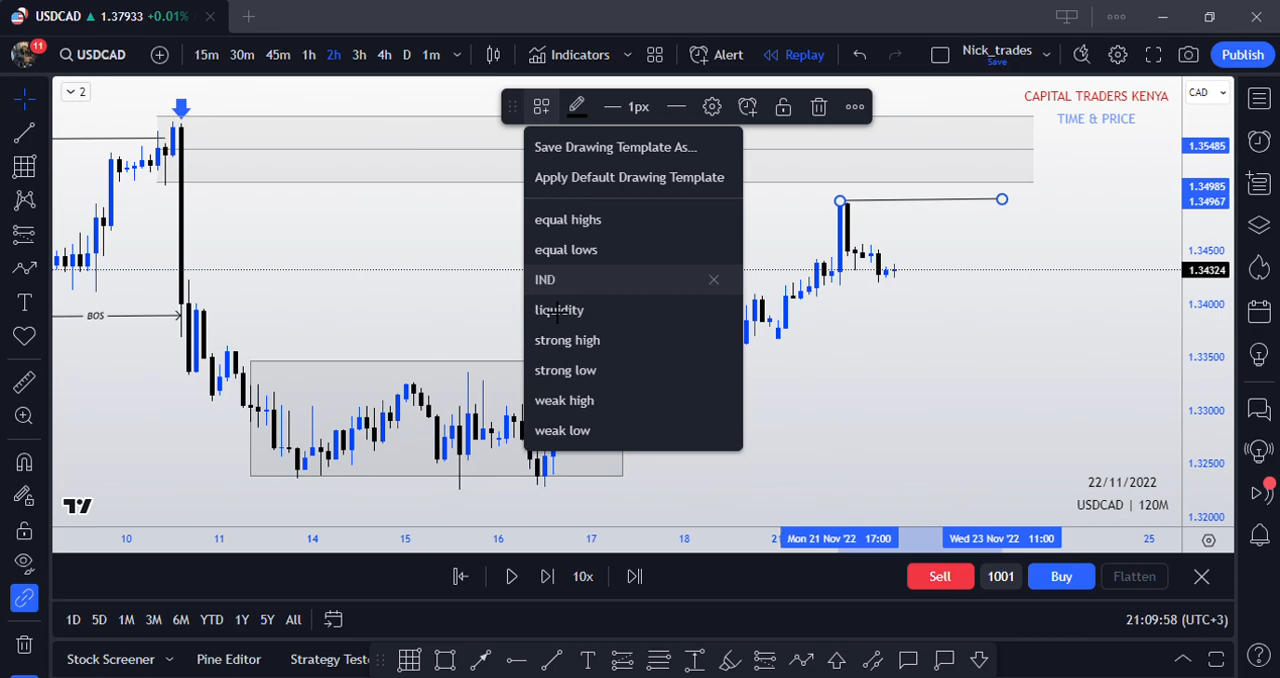 USDCAD ▲ 1.37933 +0.01%
11
USDCAD
15m 30m 45m 1h 2h 3h 4h D 1m
Indicators
Alert
Replay
Nick_trades
Save
Publish
2
1px
CAPITAL TRADERS KENYA
TIME & PRICE
CAD
Save Drawing Template As...
Apply Default Drawing Template
equal highs
equal lows
IND
liquidity
strong high
strong low
weak high
weak low
BOS
1.35485
1.34985
1.34967
1.34500
1.34324
1.34000
1.33500
1.33000
1.32500
1.32000
22/11/2022
USDCAD | 120M
10 11 14 15 16 17 18 21 Mon 21 Nov '22 17:00 Wed 23 Nov '22 11:00 25
10x
Sell 1001 Buy Flatten
1D 5D 1M 3M 6M YTD 1Y 5Y All
21:09:58 (UTC+3)
Stock Screener Pine Editor Strategy Teste